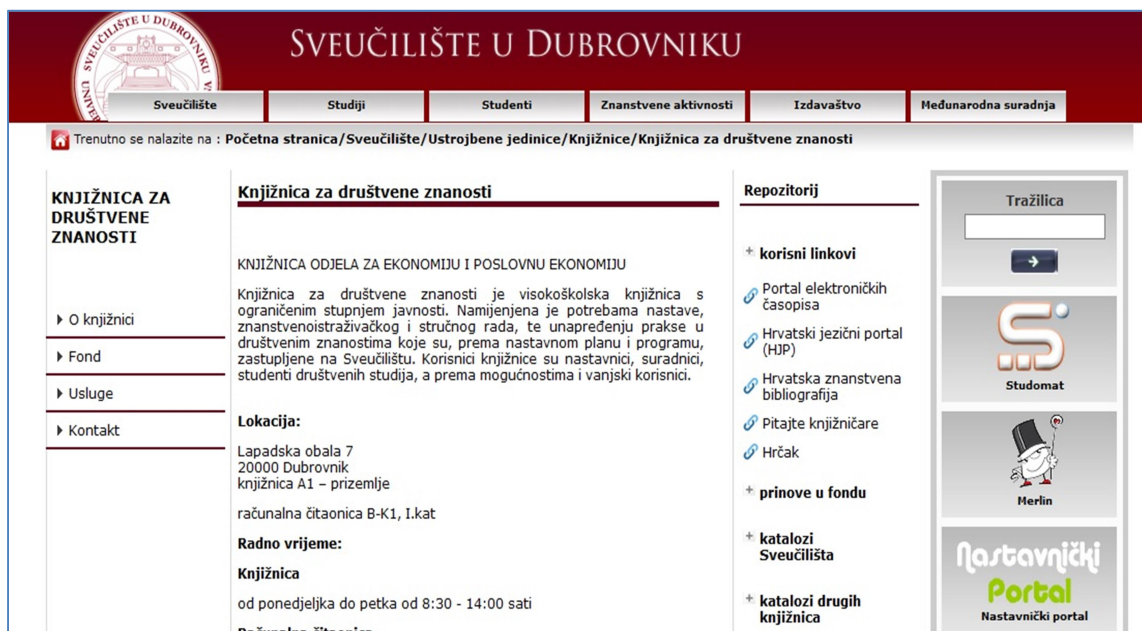 SVEUČILIŠTE U DUBROVNIKU
Sveučilište
Studiji
Studenti
Znanstvene aktivnosti
Izdavaštvo
Međunarodna suradnja
Trenutno se nalazite na : Početna stranica/Sveučilište/Ustrojbene jedinice/Knjižnice/Knjižnica za društvene znanosti
KNJIŽNICA ZA
DRUŠTVENE
ZNANOSTI
O knjižnici
Fond
Usluge
Kontakt
Knjižnica za društvene znanosti
KNJIŽNICA ODJELA ZA EKONOMIJU I POSLOVNU EKONOMIJU
Knjižnica za društvene znanosti je visokoškolska knjižnica s
ograničenim stupnjem javnosti. Namijenjena je potrebama nastave,
znanstvenoistraživačkog i stručnog rada, te unapređenju prakse u
društvenim znanostima koje su, prema nastavnom planu i programu,
zastupljene na Sveučilištu. Korisnici knjižnice su nastavnici, suradnici,
studenti društvenih studija, a prema mogućnostima i vanjski korisnici.
Lokacija:
Lapadska obala 7
20000 Dubrovnik
knjižnica A1 – prizemlje
računalna čitaonica B-K1, I.kat
Radno vrijeme:
Knjižnica
od ponedjeljka do petka od 8:30 - 14:00 sati
Računalna čitaonica
Repozitorij
korisni linkovi
Portal elektroničkih
časopisa
Hrvatski jezični portal
(HJP)
Hrvatska znanstvena
bibliografija
Pitajte knjižničare
Hrčak
prinove u fondu
katalozi
Sveučilišta
katalozi drugih
knjižnica
Tražilica
Studomat
Merlin
Nastavnički
Portal
Nastavnički portal